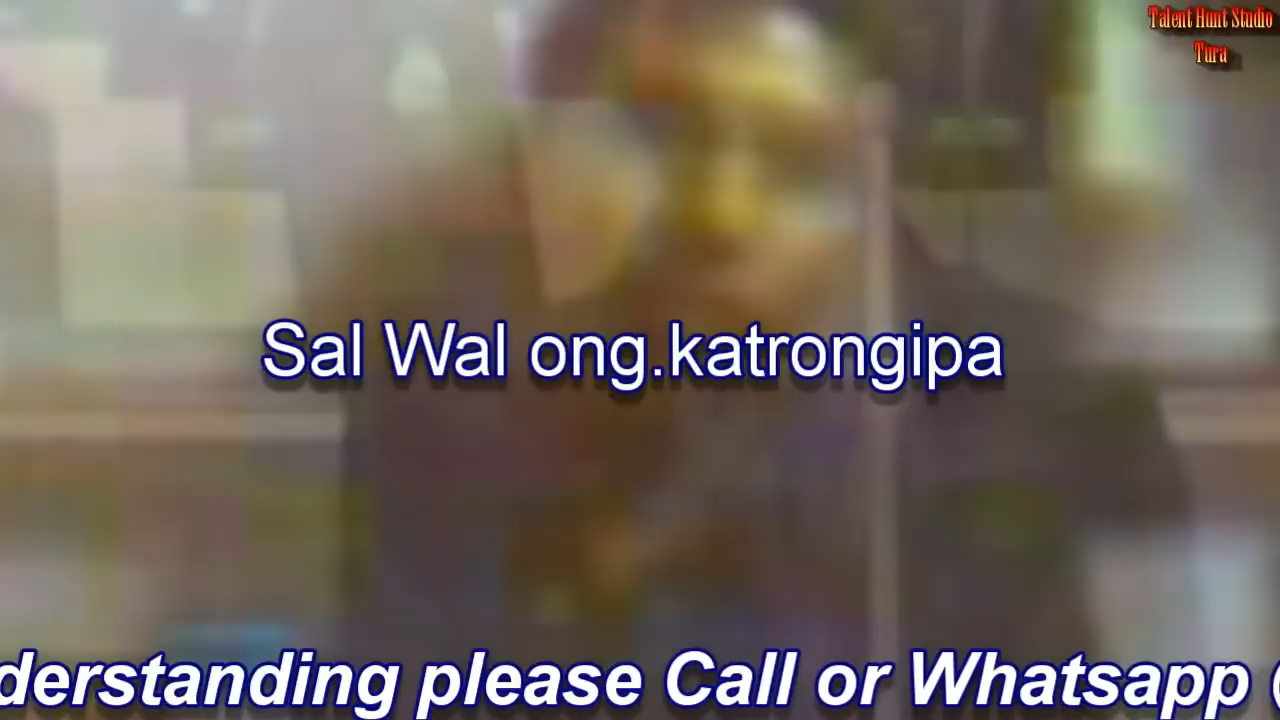 Talent Hunt Studio
Tura
Sal Wal ong.katrongipa
derstanding please Call or Whatsapp